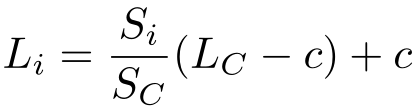 L_i = \frac{S_i}{S_C}(L_C - c) + c